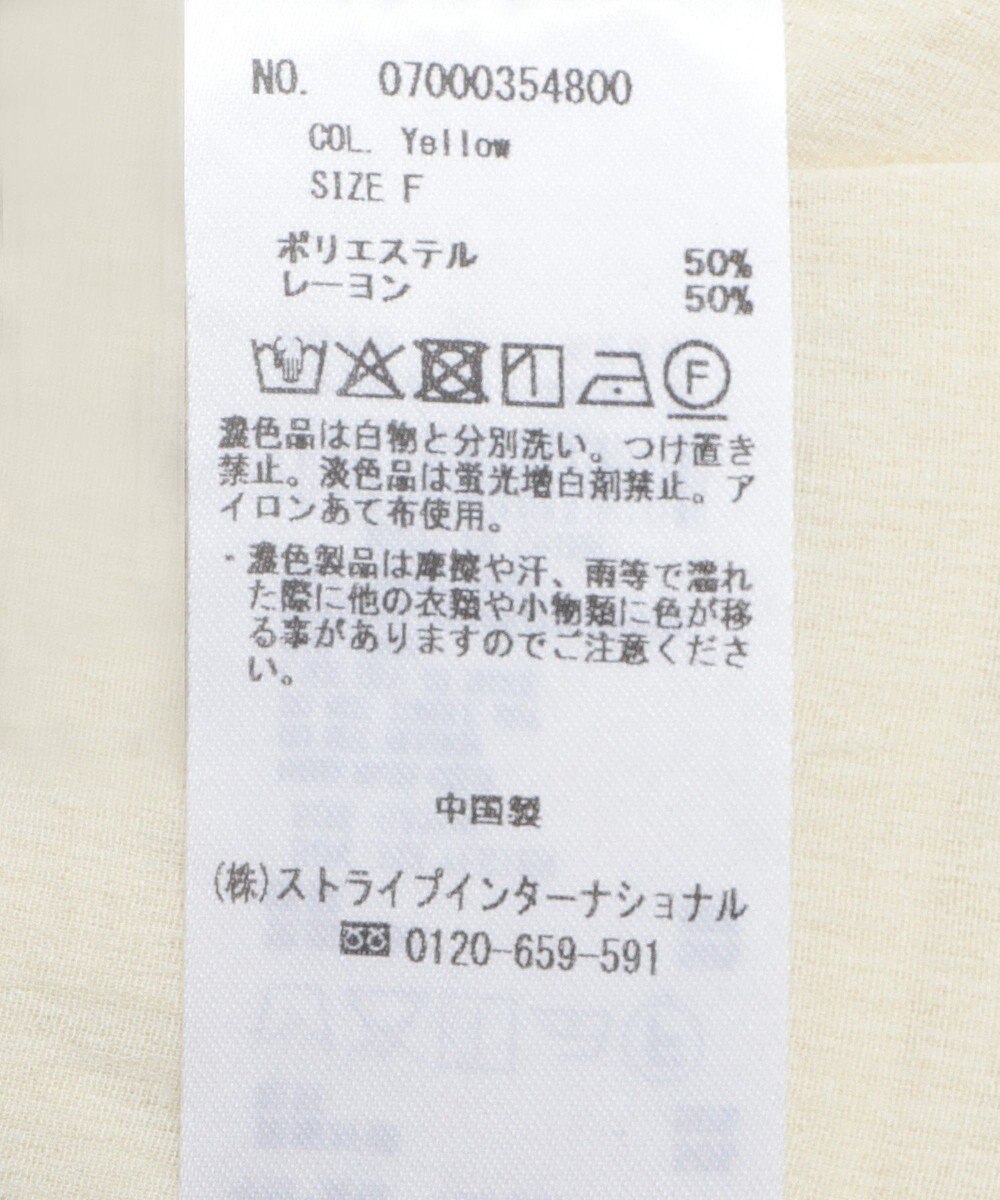 NO. 07000354800
COL. Yellow
SIZE F
ポリエステル 50%
レーヨン 50%
F
濃色品は白物と分別洗い。つけ置き
禁止。淡色品は蛍光増白剤禁止。ア
イロンあて布使用。
・濃色製品は摩擦や汗、雨等で濡れ
た際に他の衣類や小物類に色が移
る事がありますのでご注意くださ
い。
中国製
(株)ストライプインターナショナル
0120-659-591